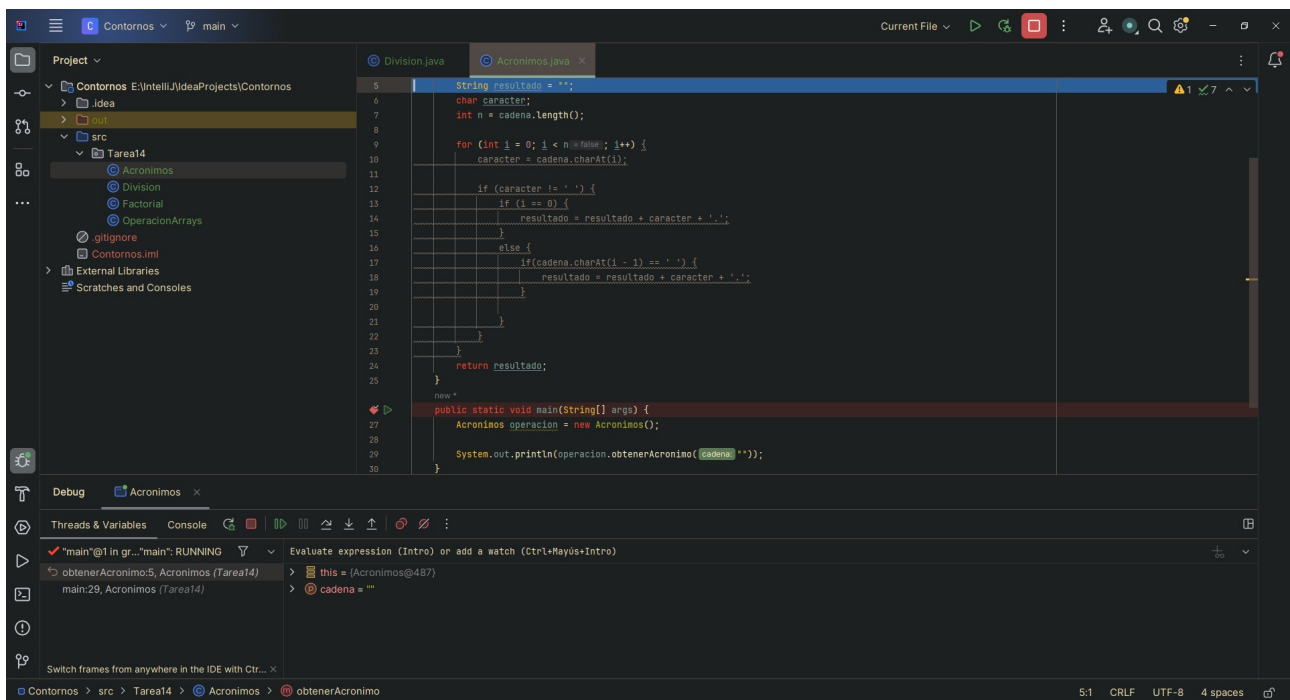 C Contornos main Current File
Project
Contornos E:\IntelliJ\IdeaProjects\Contornos
.idea
out
src
Tarea14
Acronimos
Division
Factorial
OperacionArrays
.gitignore
Contornos.iml
External Libraries
Scratches and Consoles
Division.java Acronimos.java
1 7
5 String resultado = "";
6 char caracter;
7 int n = cadena.length();
8
9 for (int i = 0; i < n = false ; i++) {
10 caracter = cadena.charAt(i);
11
12 if (caracter != ' ') {
13 if (i == 0) {
14 resultado = resultado + caracter + '.';
15 }
16 else {
17 if(cadena.charAt(i - 1) == ' ') {
18 resultado = resultado + caracter + '.';
19 }
20
21 }
22 }
23 }
24 return resultado;
25 }
new *
public static void main(String[] args) {
27 Acronimos operacion = new Acronimos();
28
29 System.out.println(operacion.obtenerAcronimo( cadena: ""));
30 }
Debug Acronimos
Threads & Variables Console
"main"@1 in gr..."main": RUNNING
obtenerAcronimo:5, Acronimos (Tarea14)
main:29, Acronimos (Tarea14)
Switch frames from anywhere in the IDE with Ctr...
Evaluate expression (Intro) or add a watch (Ctrl+Mayús+Intro)
this = {Acronimos@487}
cadena = ""
Contornos > src > Tarea14 > Acronimos > obtenerAcronimo 5:1 CRLF UTF-8 4 spaces